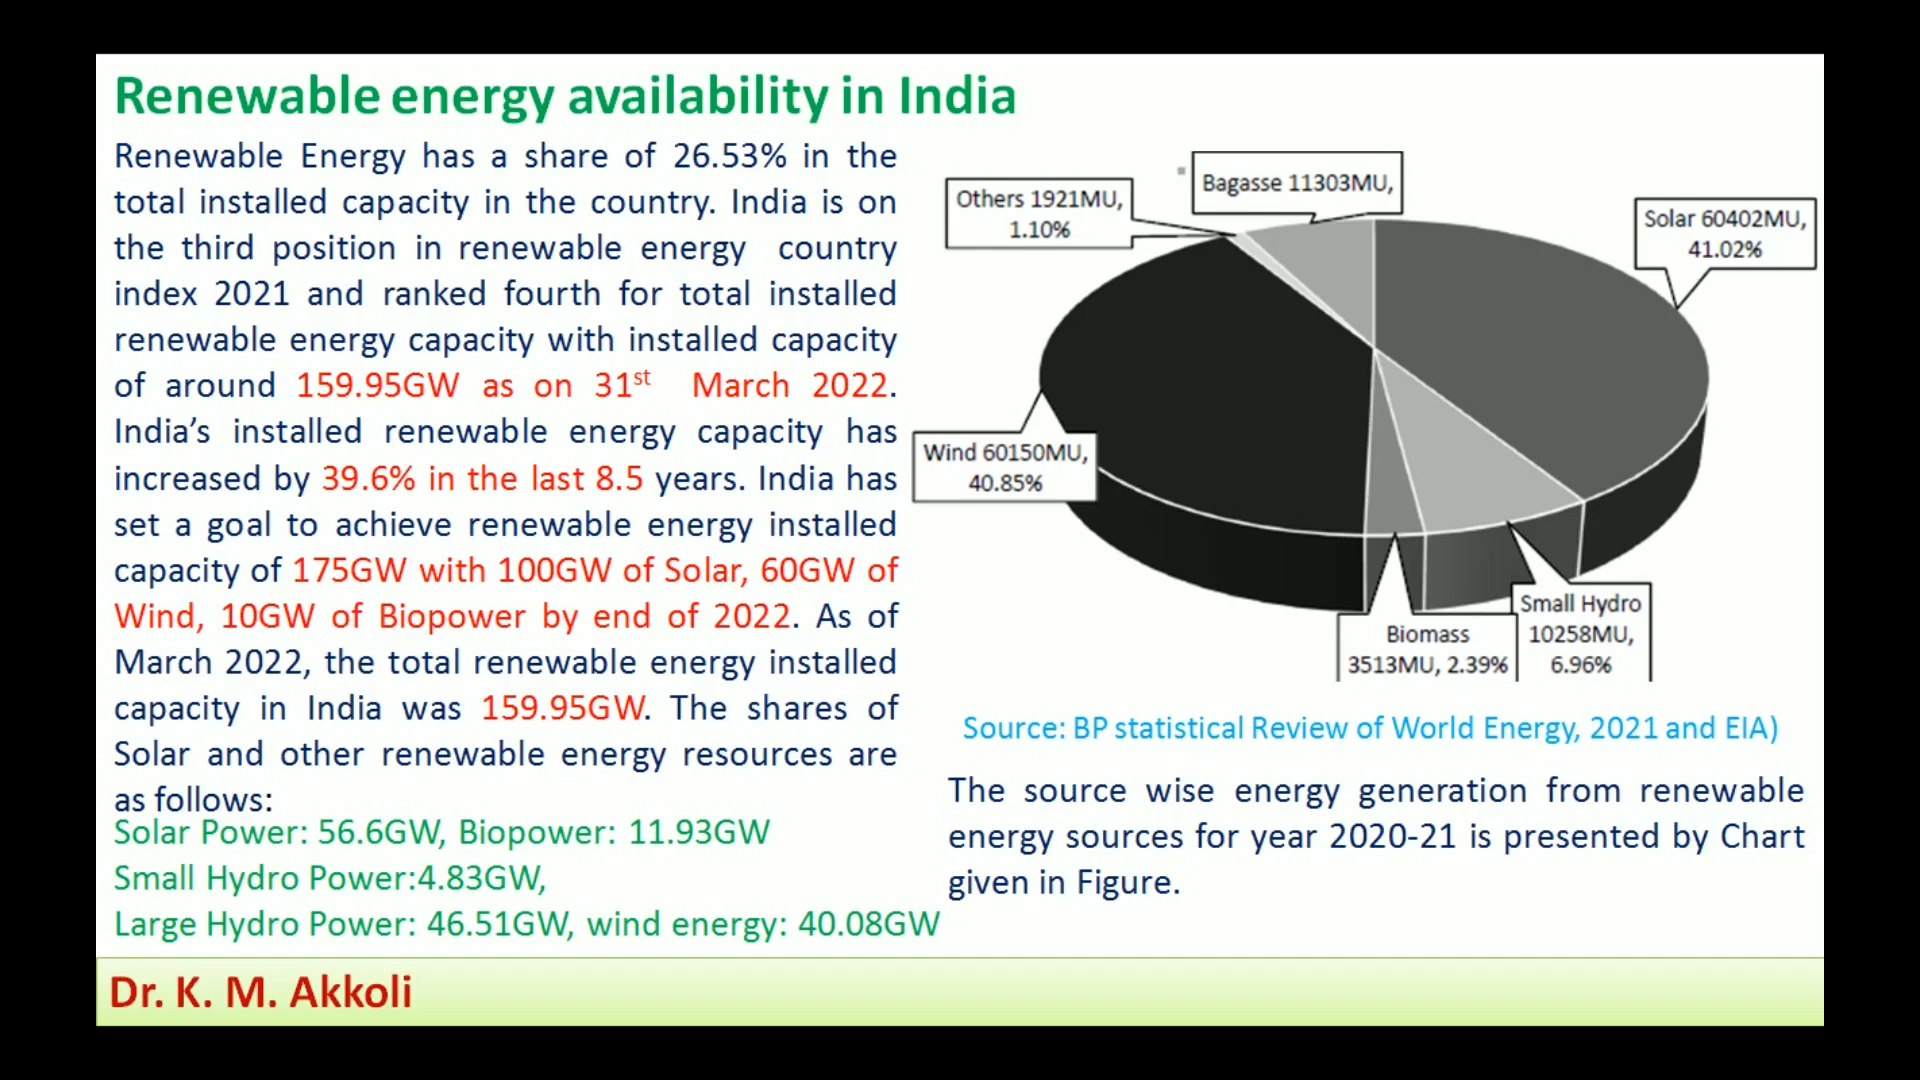 Renewable energy availability in India
Renewable Energy has a share of 26.53% in the
total installed capacity in the country. India is on
the third position in renewable energy country
index 2021 and ranked fourth for total installed
renewable energy capacity with installed capacity
of around 159.95GW as on 31st March 2022.
India's installed renewable energy capacity has
increased by 39.6% in the last 8.5 years. India has
set a goal to achieve renewable energy installed
capacity of 175GW with 100GW of Solar, 60GW of
Wind, 10GW of Biopower by end of 2022. As of
March 2022, the total renewable energy installed
capacity in India was 159.95GW. The shares of
Solar and other renewable energy resources are
as follows:
Solar Power: 56.6GW, Biopower: 11.93GW
Small Hydro Power:4.83GW,
Large Hydro Power: 46.51GW, wind energy: 40.08GW
Others 1921MU,
1.10%
Bagasse 11303MU,
Solar 60402MU,
41.02%
Wind 60150MU,
40.85%
Biomass
3513MU, 2.39%
Small Hydro
10258MU,
6.96%
Source: BP statistical Review of World Energy, 2021 and EIA)
The source wise energy generation from renewable
energy sources for year 2020-21 is presented by Chart
given in Figure.
Dr. K. M. Akkoli